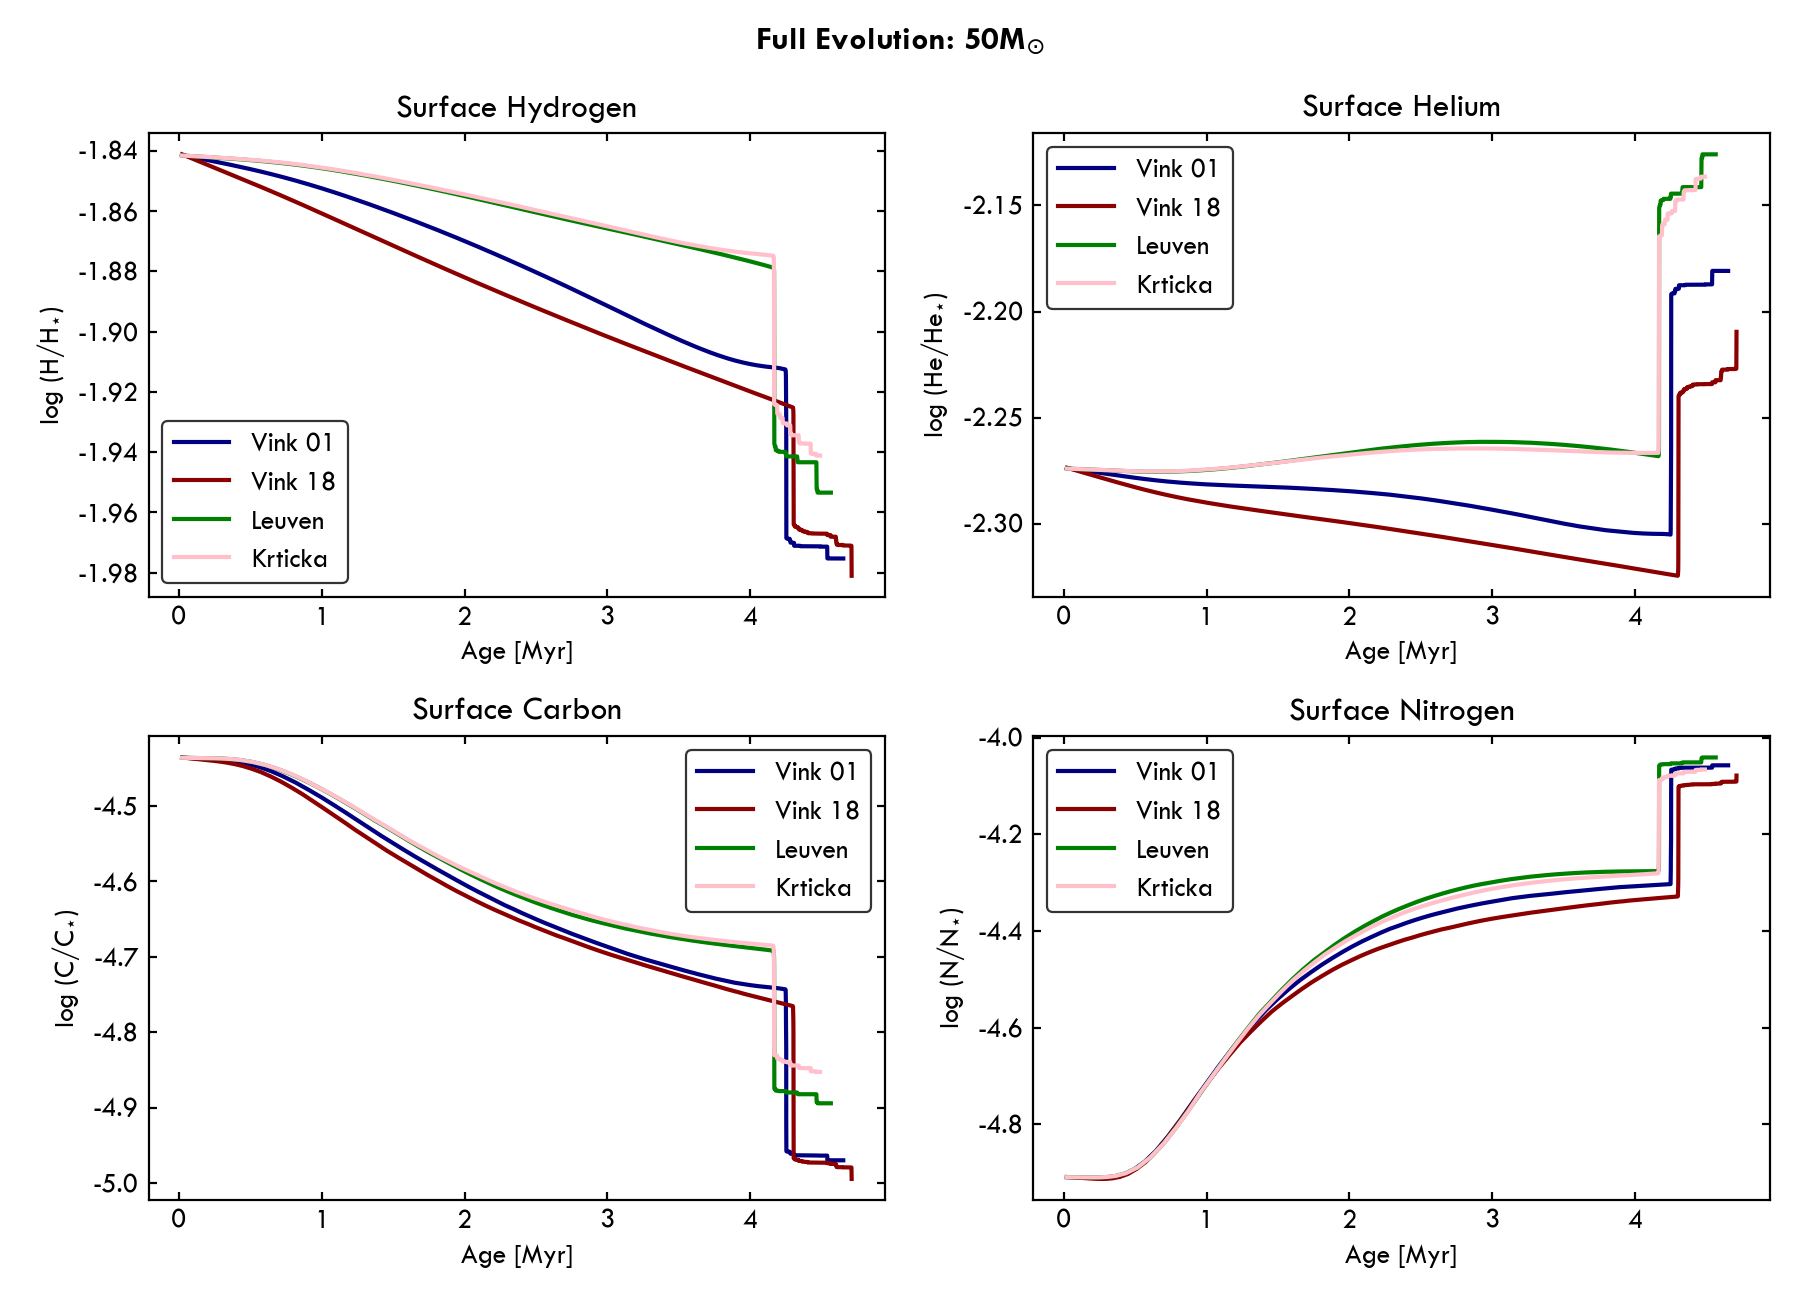 Full Evolution: 50M☉
Surface Hydrogen
-1.84
-1.86
-1.88
-1.90
-1.92
-1.94
-1.96
-1.98
log (H/H⋆)
Vink 01
Vink 18
Leuven
Krticka
0 1 2 3 4
Age [Myr]
Surface Helium
-2.15
-2.20
-2.25
-2.30
log (He/He⋆)
Vink 01
Vink 18
Leuven
Krticka
0 1 2 3 4
Age [Myr]
Surface Carbon
-4.5
-4.6
-4.7
-4.8
-4.9
-5.0
log (C/C⋆)
Vink 01
Vink 18
Leuven
Krticka
0 1 2 3 4
Age [Myr]
Surface Nitrogen
-4.0
-4.2
-4.4
-4.6
-4.8
log (N/N⋆)
Vink 01
Vink 18
Leuven
Krticka
0 1 2 3 4
Age [Myr]